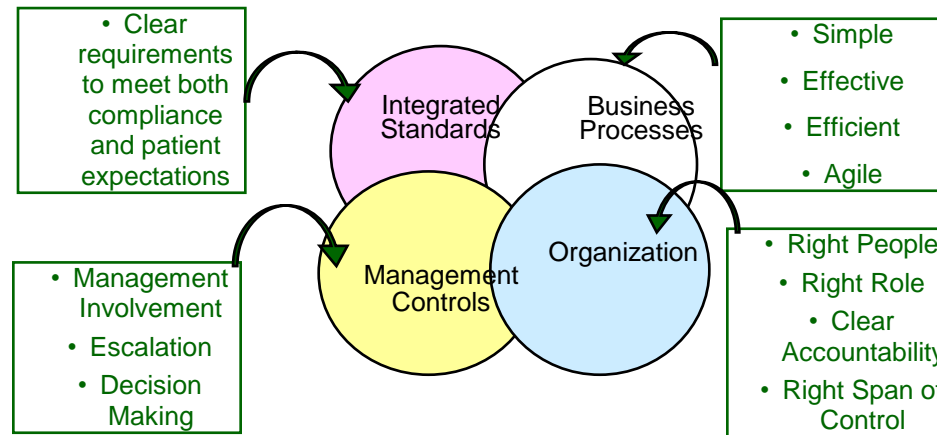 • Clear
requirements
to meet both
compliance
and patient
expectations
Integrated
Standards
Business
Processes
• Simple
• Effective
• Efficient
• Agile
• Management
Involvement
• Escalation
• Decision
Making
Management
Controls
Organization
• Right People
• Right Role
• Clear
Accountability
• Right Span of
Control